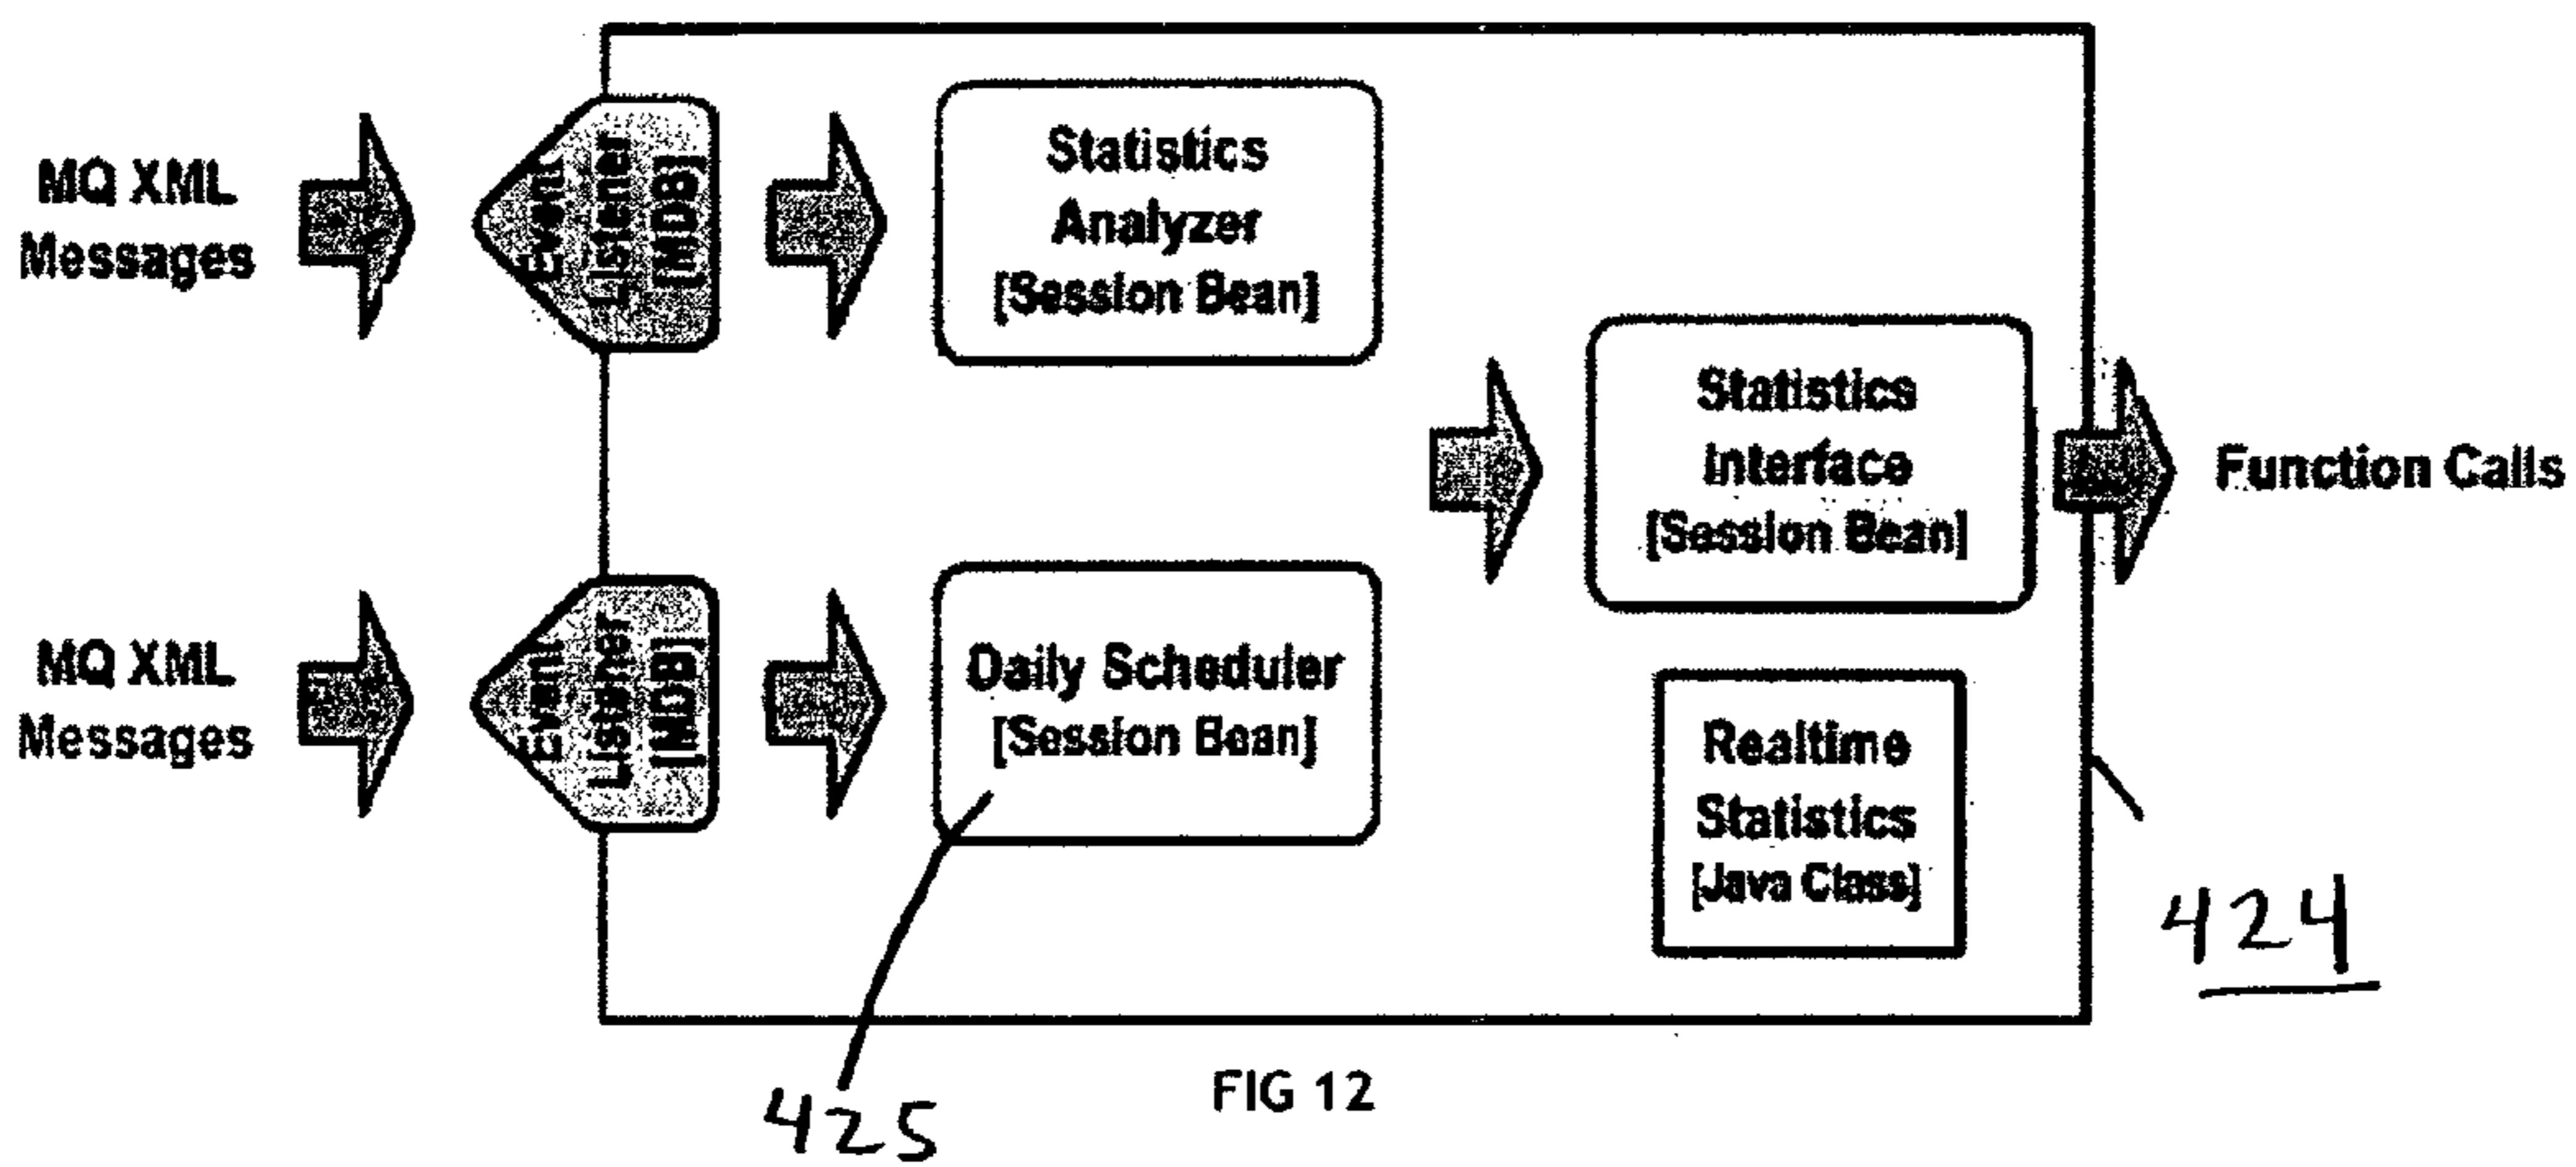 MQ XML
Messages
Event
Listener
[MDB]
Statistics
Analyzer
[Session Bean]
MQ XML
Messages
Event
Listener
[MDB]
Daily Scheduler
[Session Bean]
Statistics
Interface
[Session Bean]
Function Calls
Realtime
Statistics
[Java Class]
424
425
FIG 12